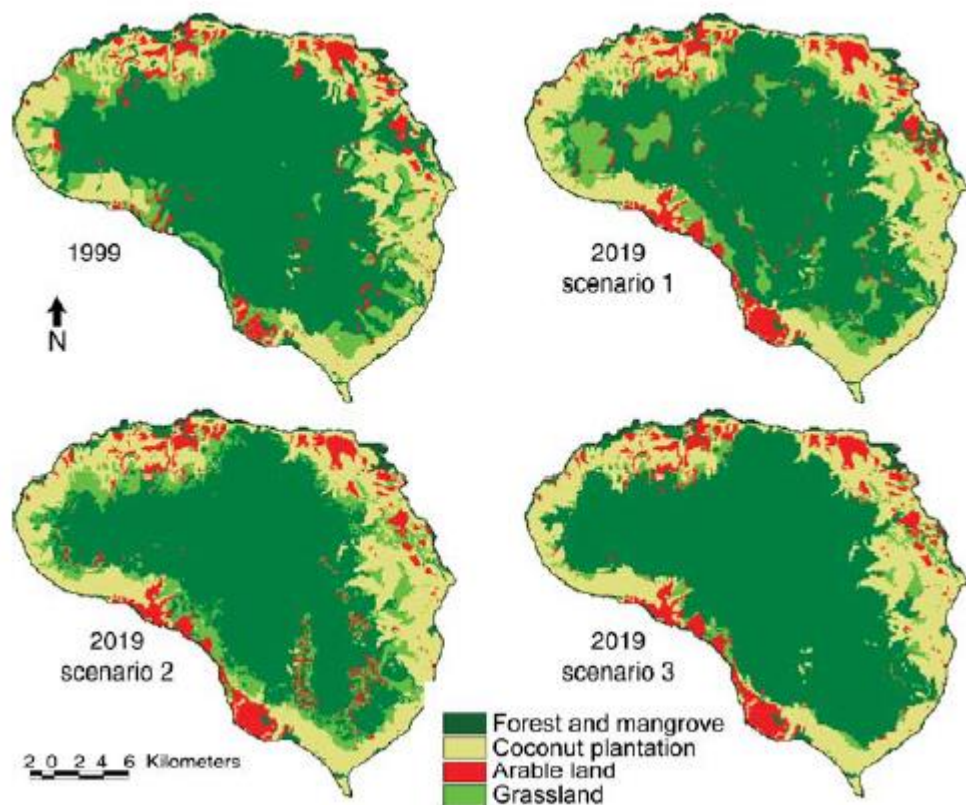 1999
N
2019
scenario 1
2019
scenario 2
2019
scenario 3
2 0 2 4 6 Kilometers
Forest and mangrove
Coconut plantation
Arable land
Grassland